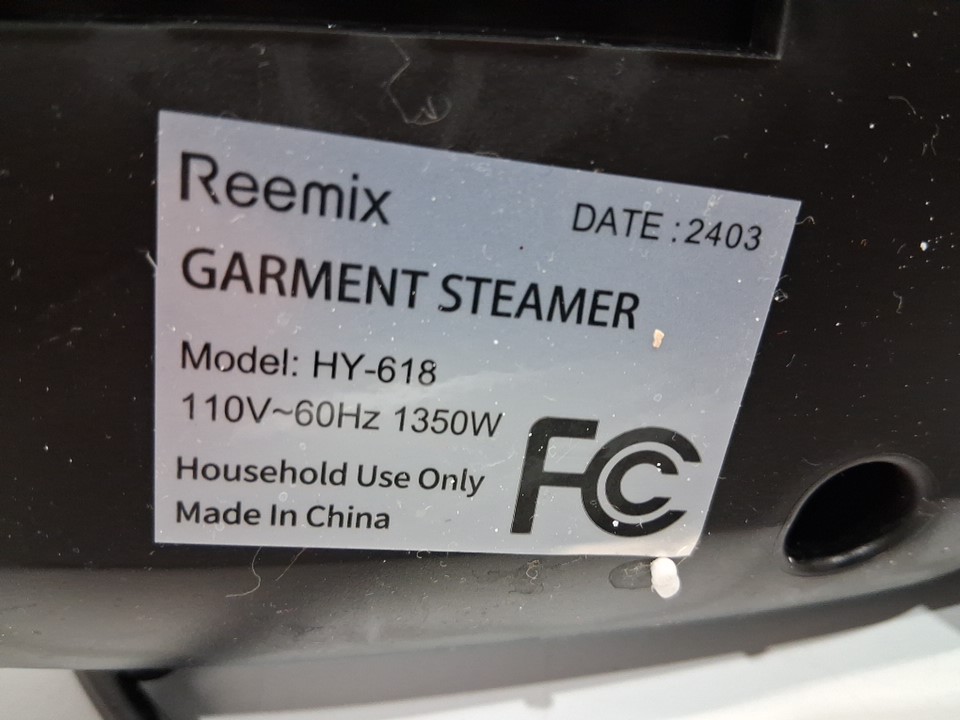 Reemix
DATE : 2403
GARMENT STEAMER
Model: HY-618
110V~60Hz 1350W
Household Use Only
Made In China
FC